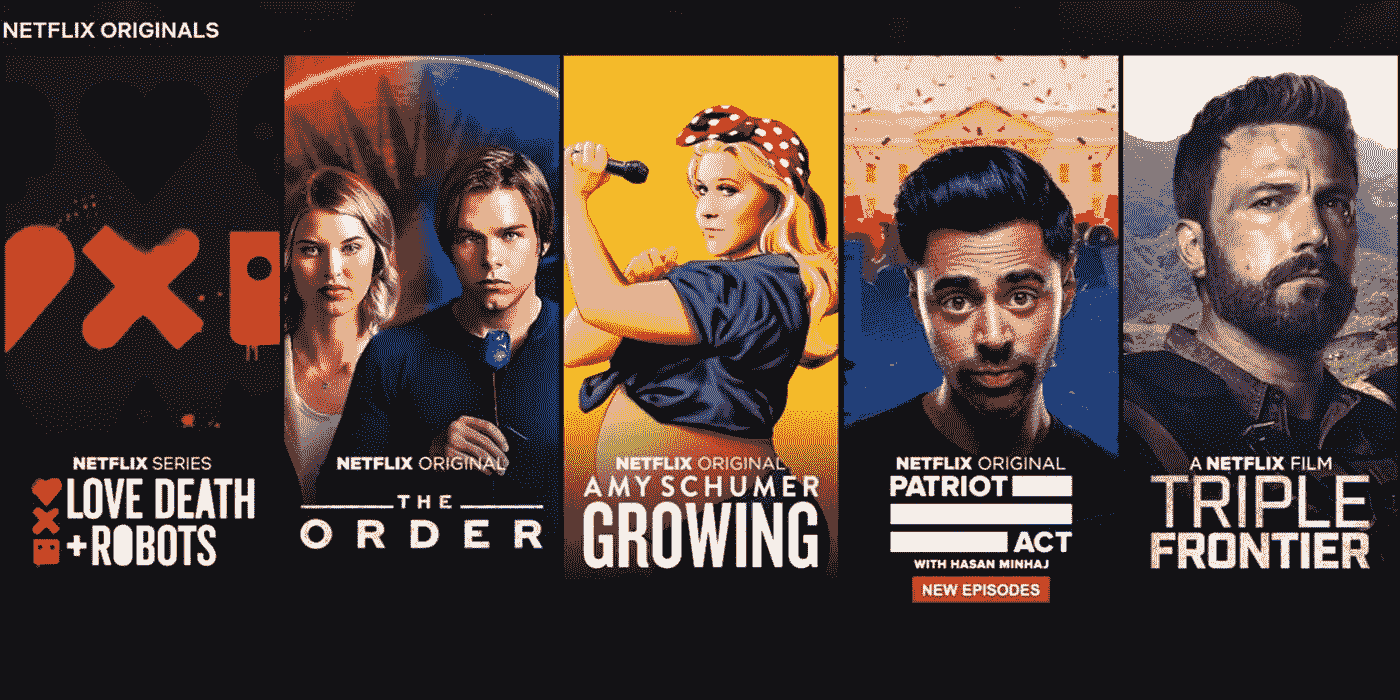 NETFLIX ORIGINALS
NETFLIX SERIES
LOVE DEATH
+ROBOTS
NETFLIX ORIGINAL
THE
ORDER
NETFLIX ORIGINAL
AMY SCHUMER
GROWING
NETFLIX ORIGINAL
PATRIOT
ACT
WITH HASAN MINHAJ
NEW EPISODES
A NETFLIX FILM
TRIPLE
FRONTIER